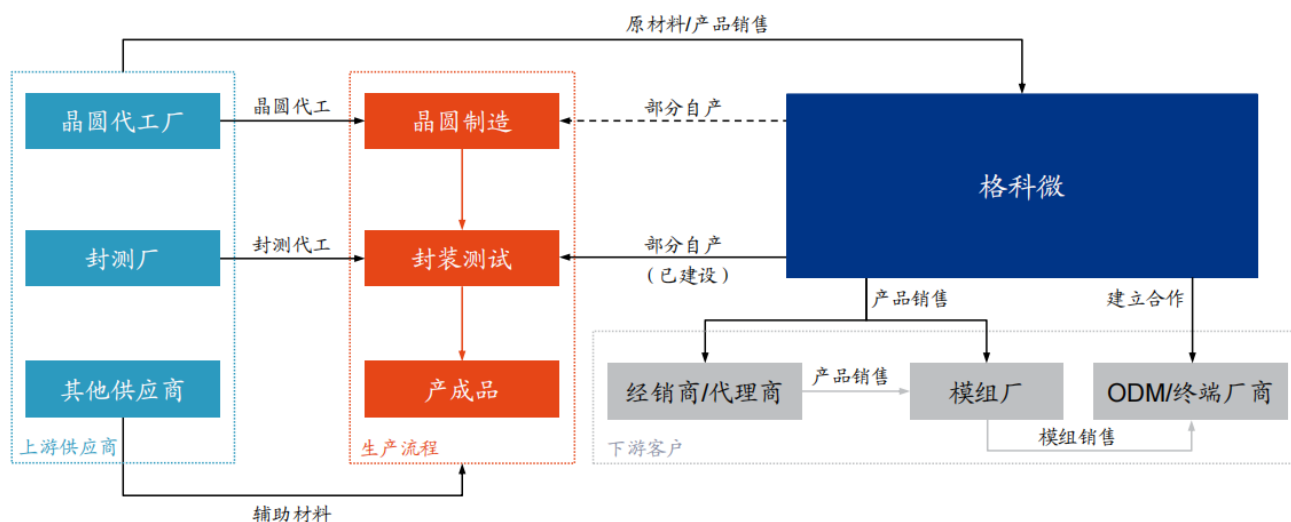 原材料/产品销售
晶圆代工厂
晶圆代工
晶圆制造
部分自产
格科微
封测厂
封测代工
封装测试
部分自产
（已建设）
产品销售
建立合作
其他供应商
产成品
经销商/代理商
产品销售
模组厂
ODM/终端厂商
模组销售
上游供应商
生产流程
下游客户
辅助材料